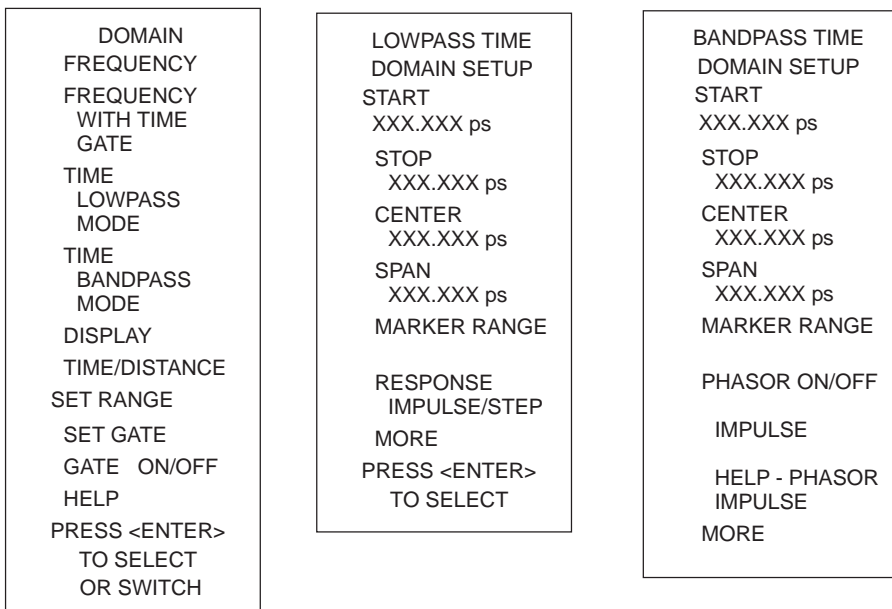 DOMAIN
FREQUENCY
FREQUENCY
WITH TIME
GATE
TIME
LOWPASS
MODE
TIME
BANDPASS
MODE
DISPLAY
TIME/DISTANCE
SET RANGE
SET GATE
GATE ON/OFF
HELP
PRESS <ENTER>
TO SELECT
OR SWITCH
LOWPASS TIME
DOMAIN SETUP
START
XXX.XXX ps
STOP
XXX.XXX ps
CENTER
XXX.XXX ps
SPAN
XXX.XXX ps
MARKER RANGE
RESPONSE
IMPULSE/STEP
MORE
PRESS <ENTER>
TO SELECT
BANDPASS TIME
DOMAIN SETUP
START
XXX.XXX ps
STOP
XXX.XXX ps
CENTER
XXX.XXX ps
SPAN
XXX.XXX ps
MARKER RANGE
PHASOR ON/OFF
IMPULSE
HELP - PHASOR
IMPULSE
MORE